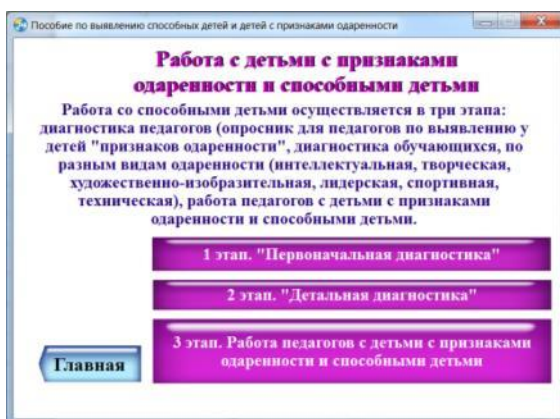 Пособие по выявлению способных детей и детей с признаками одаренности
Работа с детьми с признаками
одаренности и способными детьми
Работа со способными детьми осуществляется в три этапа:
диагностика педагогов (опросник для педагогов по выявлению у
детей "признаков одаренности", диагностика обучающихся, по
разным видам одаренности (интеллектуальная, творческая,
художественно-изобразительная, лидерская, спортивная,
техническая), работа педагогов с детьми с признаками
одаренности и способными детьми.
1 этап. "Первоначальная диагностика"
2 этап. "Детальная диагностика"
3 этап. Работа педагогов с детьми с признаками
одаренности и способными детьми
Главная